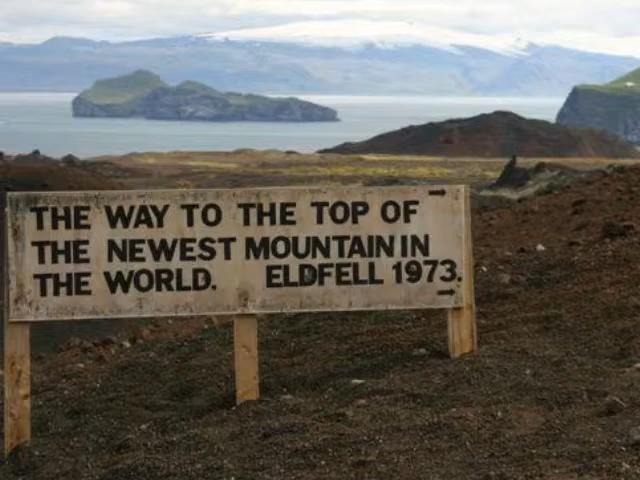 THE WAY TO THE TOP OF
THE NEWEST MOUNTAIN IN
THE WORLD. ELDFELL 1973.